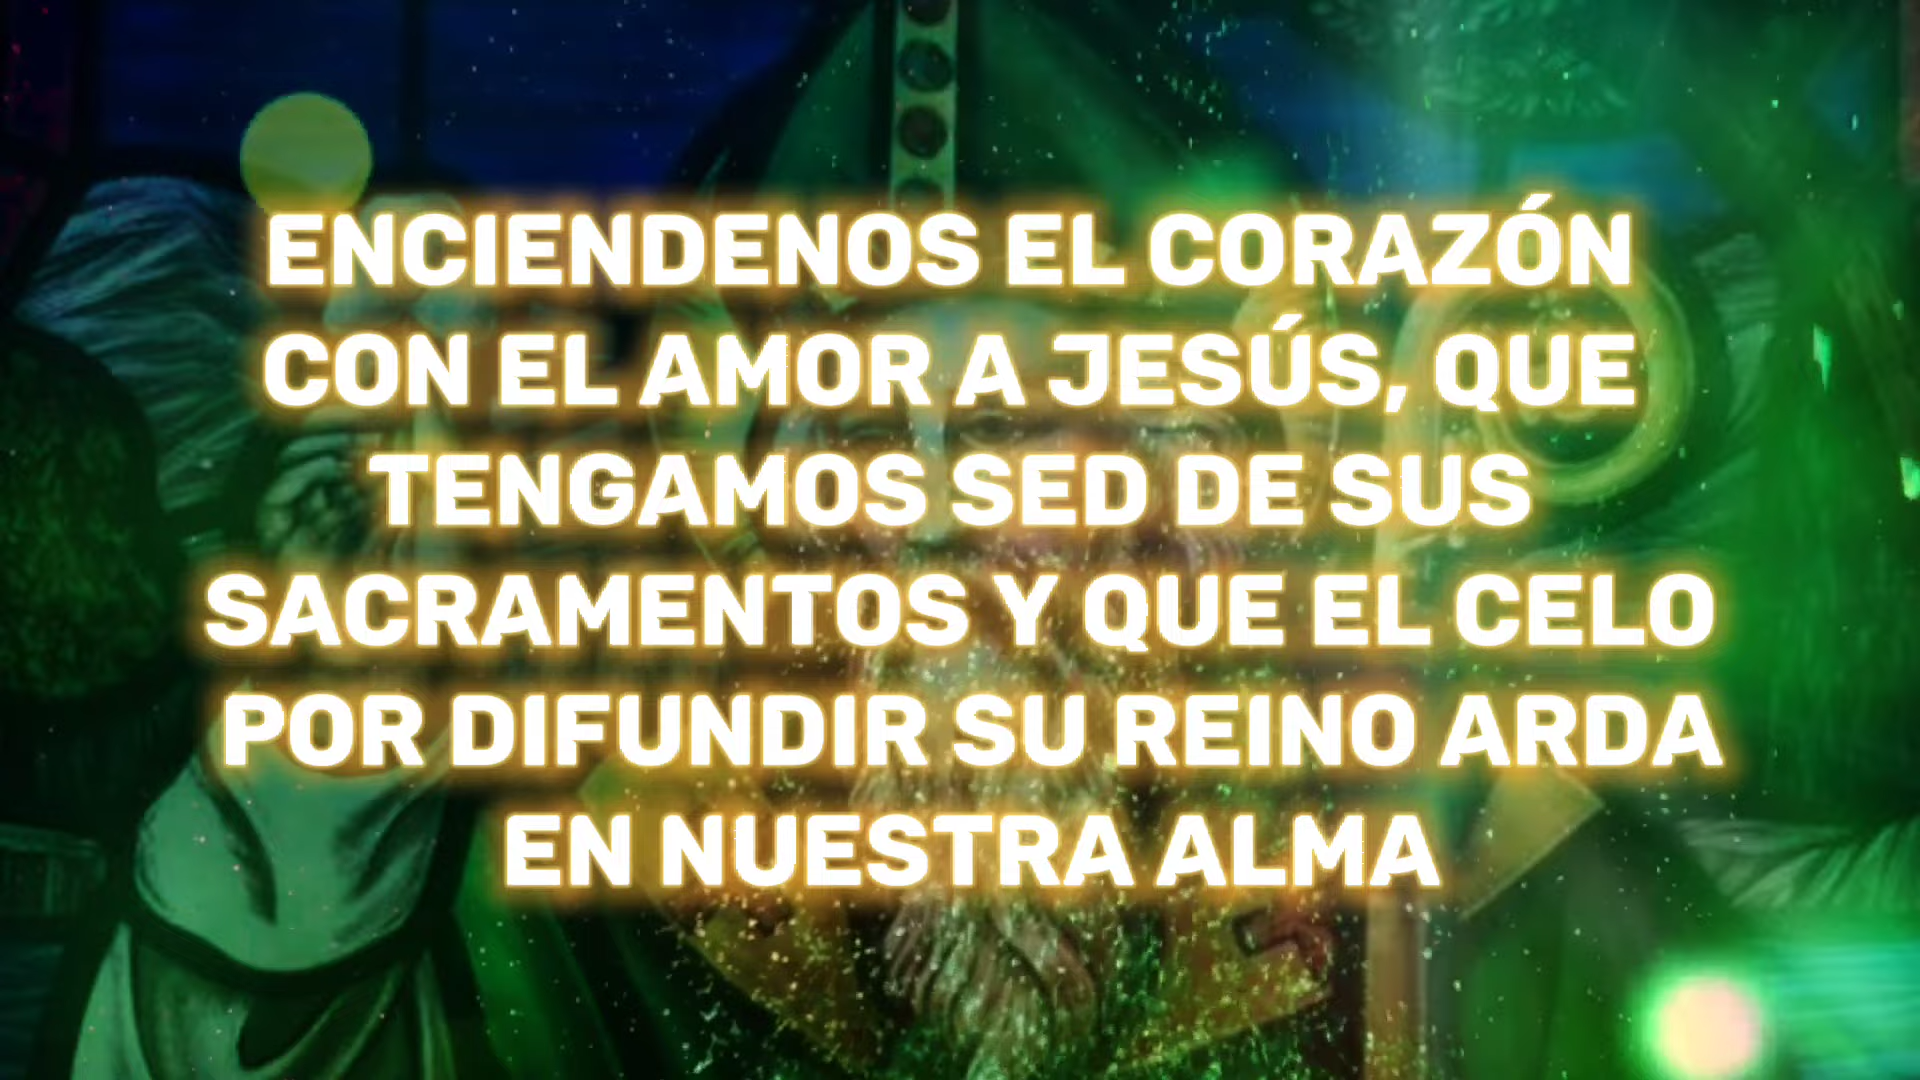 ENCIENDENOS EL CORAZÓN
CON EL AMOR A JESÚS, QUE
TENGAMOS SED DE SUS
SACRAMENTOS Y QUE EL CELO
POR DIFUNDIR SU REINO ARDA
EN NUESTRA ALMA